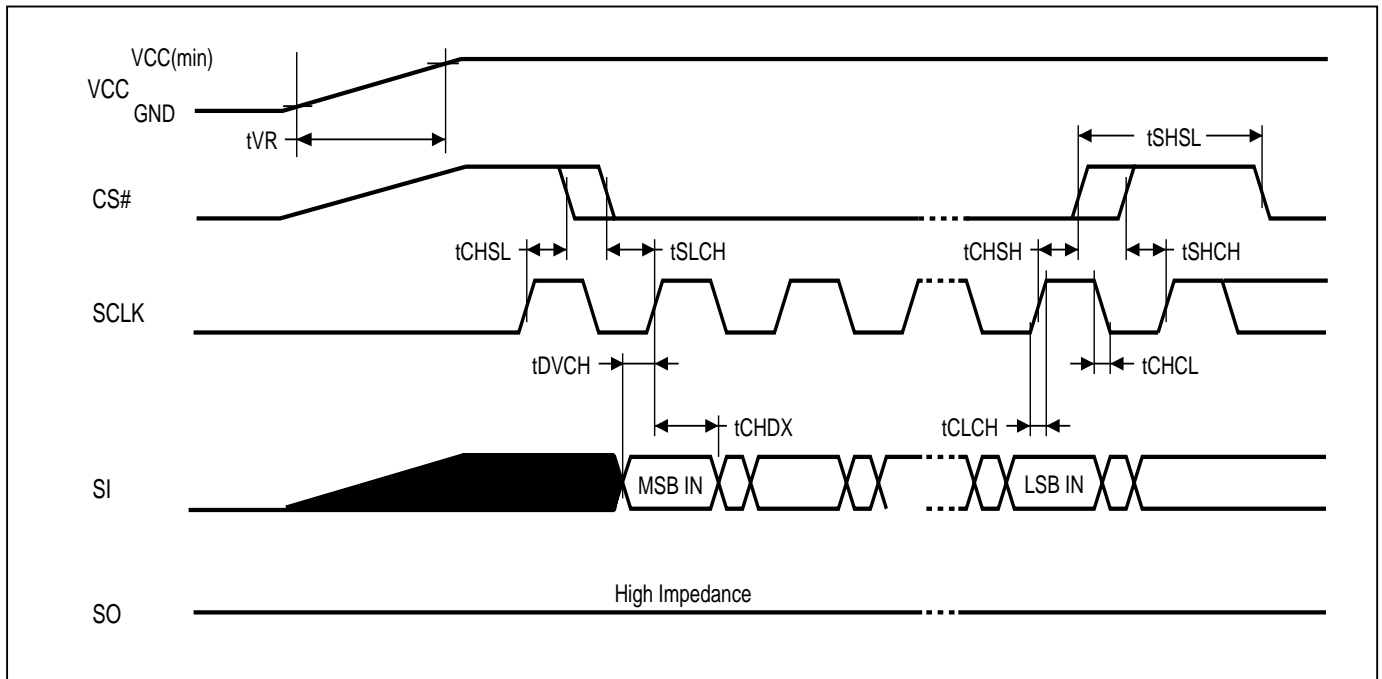 VCC(min)
VCC
GND
tVR
tSHSL
CS#
tCHSL
tSLCH
tCHSH
tSHCH
SCLK
tDVCH
tCHCL
tCHDX
tCLCH
SI
MSB IN
LSB IN
High Impedance
SO